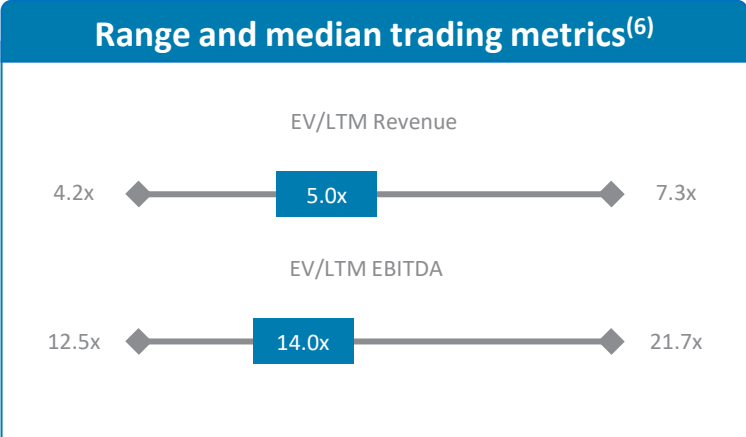 Range and median trading metrics(6)
EV/LTM Revenue
4.2x 5.0x 7.3x
EV/LTM EBITDA
12.5x 14.0x 21.7x